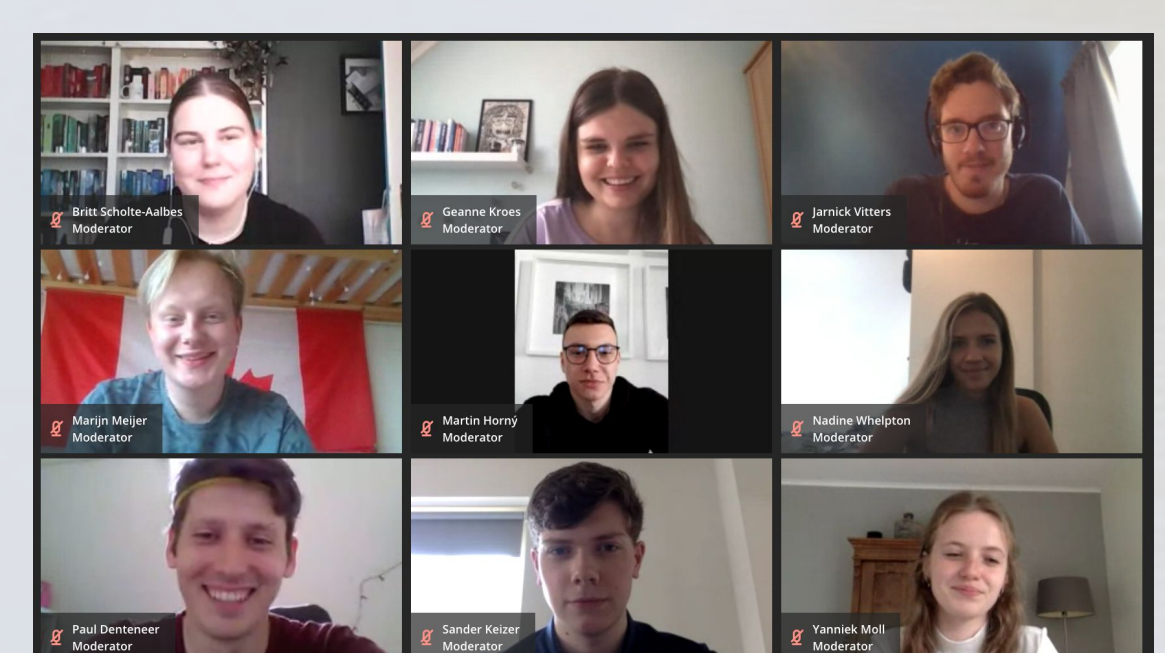 Britt Scholte-Aalbes
Moderator
Geanne Kroes
Moderator
Jarnick Vitters
Moderator
Marijn Meijer
Moderator
Martin Horný
Moderator
Nadine Whelpton
Moderator
Paul Denteneer
Moderator
Sander Keizer
Moderator
Yanniek Moll
Moderator